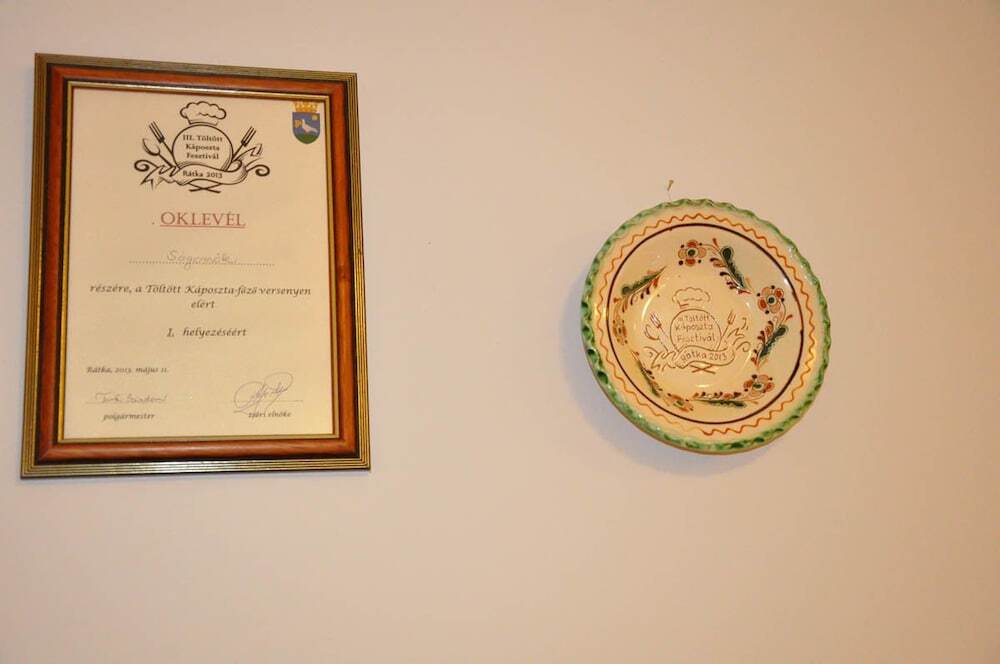 III. Töltött
Káposzta
Fesztivál
Rátka 2013
. OKLEVÉL
részére, a Töltött Káposzta-főző versenyen
elért
I. helyezéséért
Rátka, 2013. május 11.
polgármester
zsűri elnöke
III. Töltött
Káposzta
Fesztivál
Rátka 2013